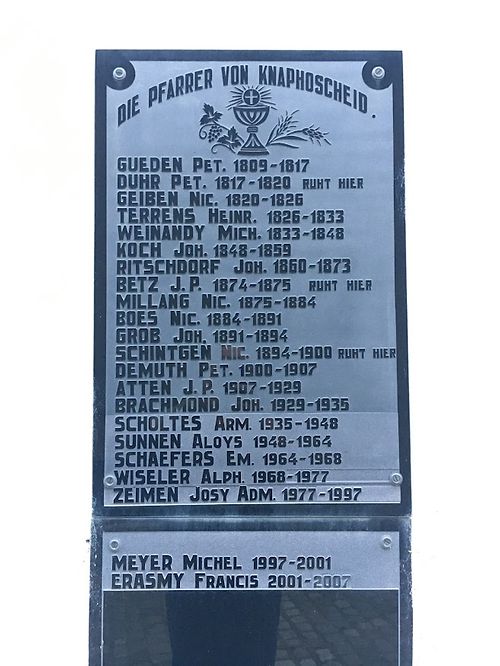 DIE PFARRER VON KNAPHOSCHEID.
GUEDEN PET. 1809-1817
DUHR PET. 1817-1820 RUHT HIER
GEIBEN NIC. 1820-1826
TERRENS HEINR. 1826-1833
WEINANDY MICH. 1833-1848
KOCH JOH. 1848-1859
RITSCHDORF JOH. 1860-1873
BETZ J.P. 1874-1875 RUHT HIER
MILLANG NIC. 1875-1884
BOES NIC. 1884-1891
GROB JOH. 1891-1894
SCHINTGEN NIC. 1894-1900 RUHT HIER
DEMUTH PET. 1900-1907
ATTEN J.P. 1907-1929
BRACHMOND JOH. 1929-1935
SCHOLTES ARM. 1935-1948
SUNNEN ALOYS 1948-1964
SCHAEFERS EM. 1964-1968
WISELER ALPH. 1968-1977
ZEIMEN JOSY ADM. 1977-1997
MEYER MICHEL 1997-2001
ERASMY FRANCIS 2001-2007